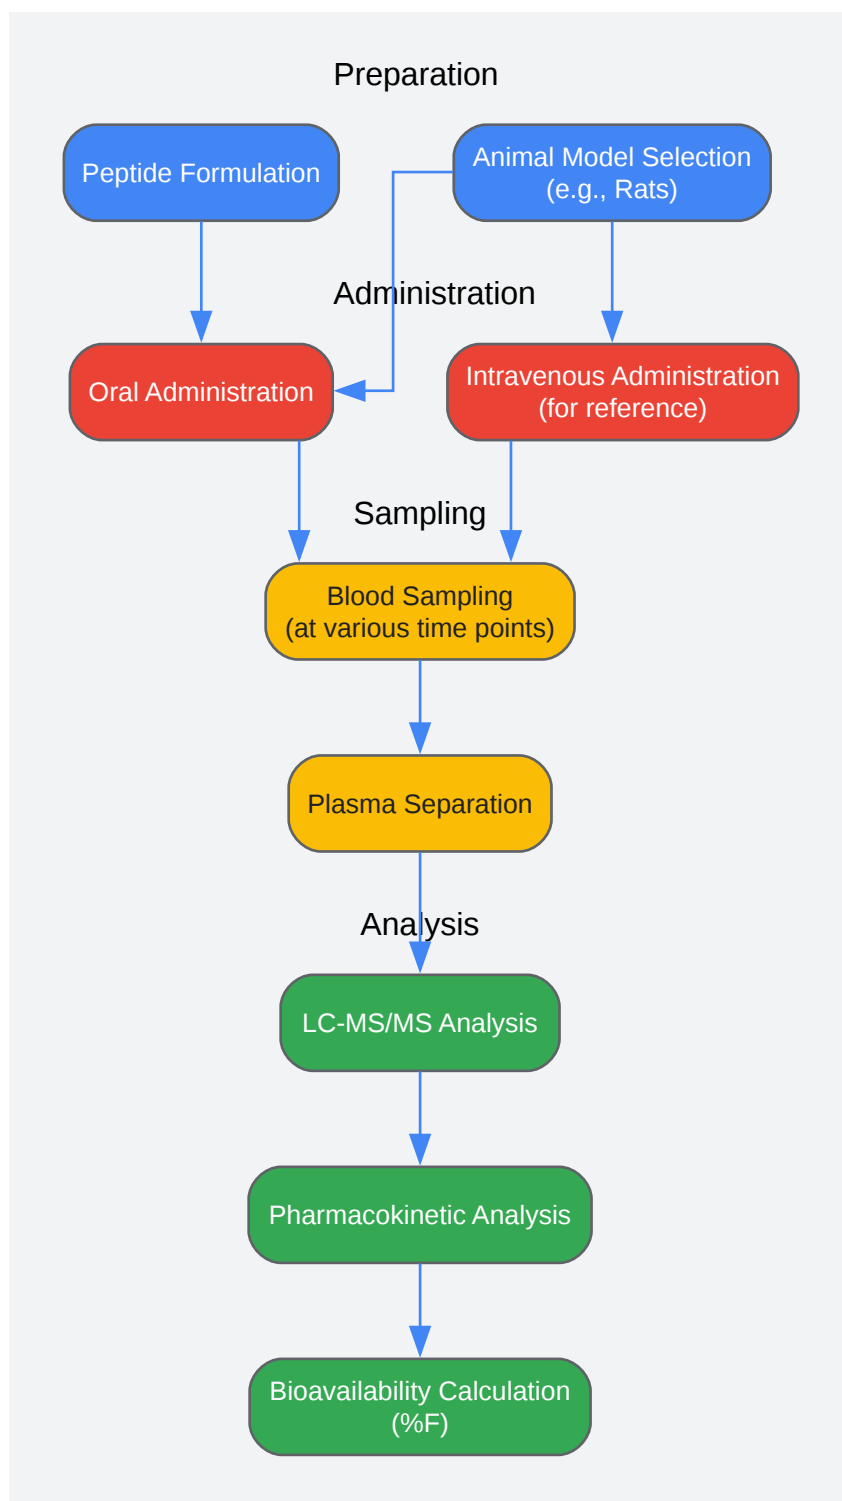 Preparation
Peptide Formulation
Animal Model Selection
(e.g., Rats)
Administration
Oral Administration
Intravenous Administration
(for reference)
Sampling
Blood Sampling
(at various time points)
Plasma Separation
Analysis
LC-MS/MS Analysis
Pharmacokinetic Analysis
Bioavailability Calculation
(%F)